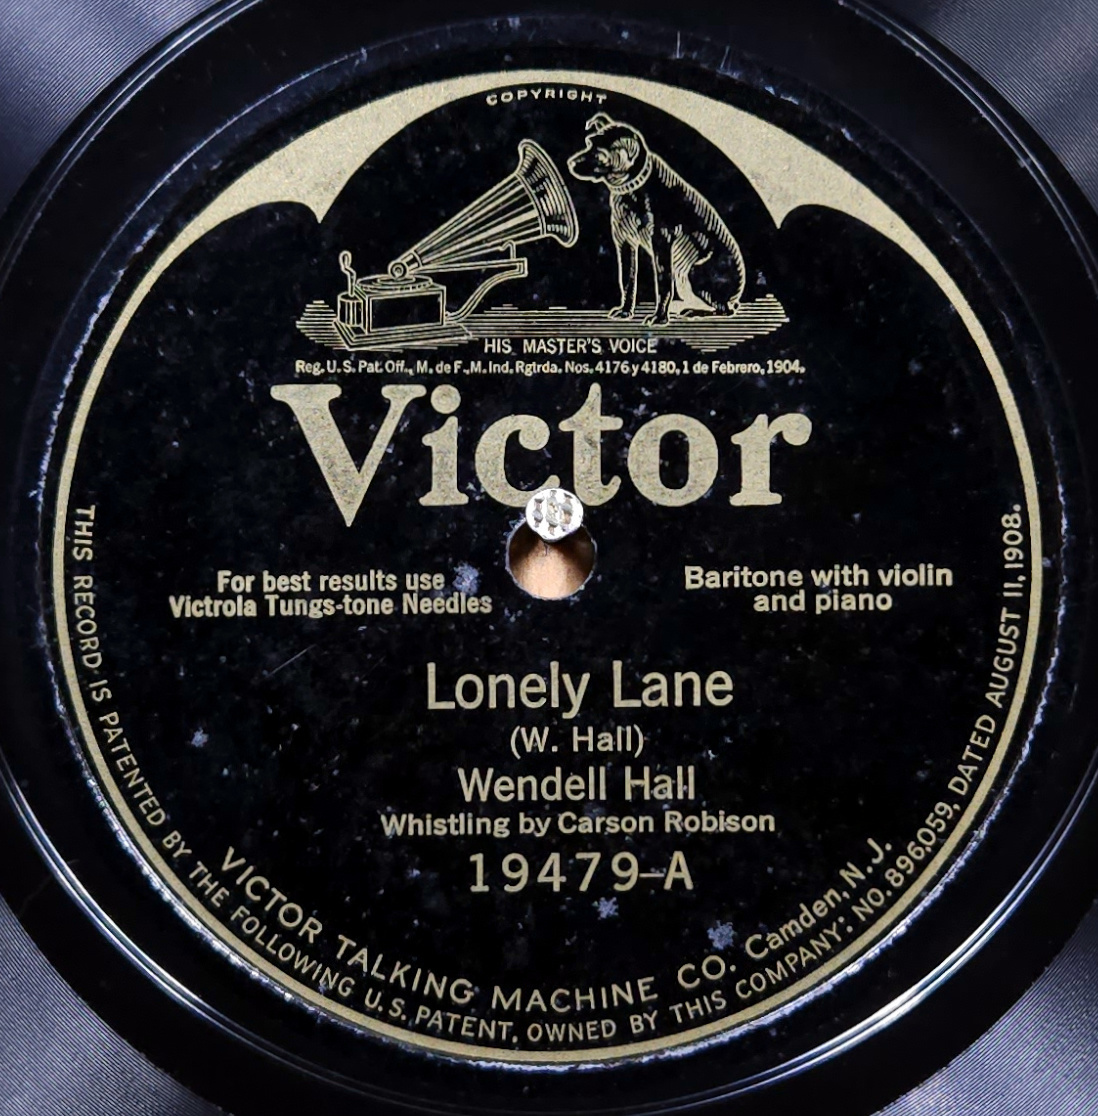 COPYRIGHT
HIS MASTER'S VOICE
Reg. U.S. Pat. Off., M. de F., M. Ind. Rgtrda. Nos. 4176 y 4180, 1 de Febrero, 1904.
Victor
For best results use
Victrola Tungs-tone Needles
Baritone with violin
and piano
Lonely Lane
(W. Hall)
Wendell Hall
Whistling by Carson Robison
19479-A
VICTOR TALKING MACHINE CO. Camden, N. J.
THIS RECORD IS PATENTED BY THE FOLLOWING U.S. PATENT, OWNED BY THIS COMPANY: NO. 896,059, DATED AUGUST 11, 1908.